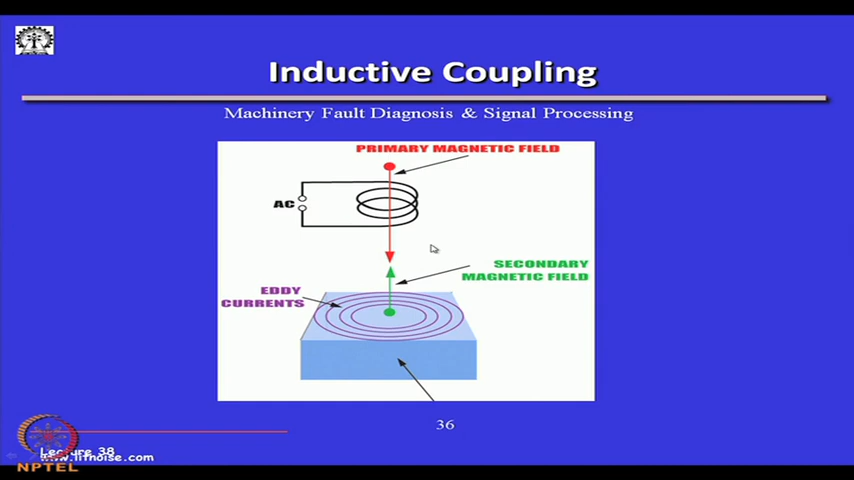 Inductive Coupling
Machinery Fault Diagnosis & Signal Processing
PRIMARY MAGNETIC FIELD
AC
SECONDARY
MAGNETIC FIELD
EDDY
CURRENTS
36
Lecture 38
www.iitnoise.com
NPTEL